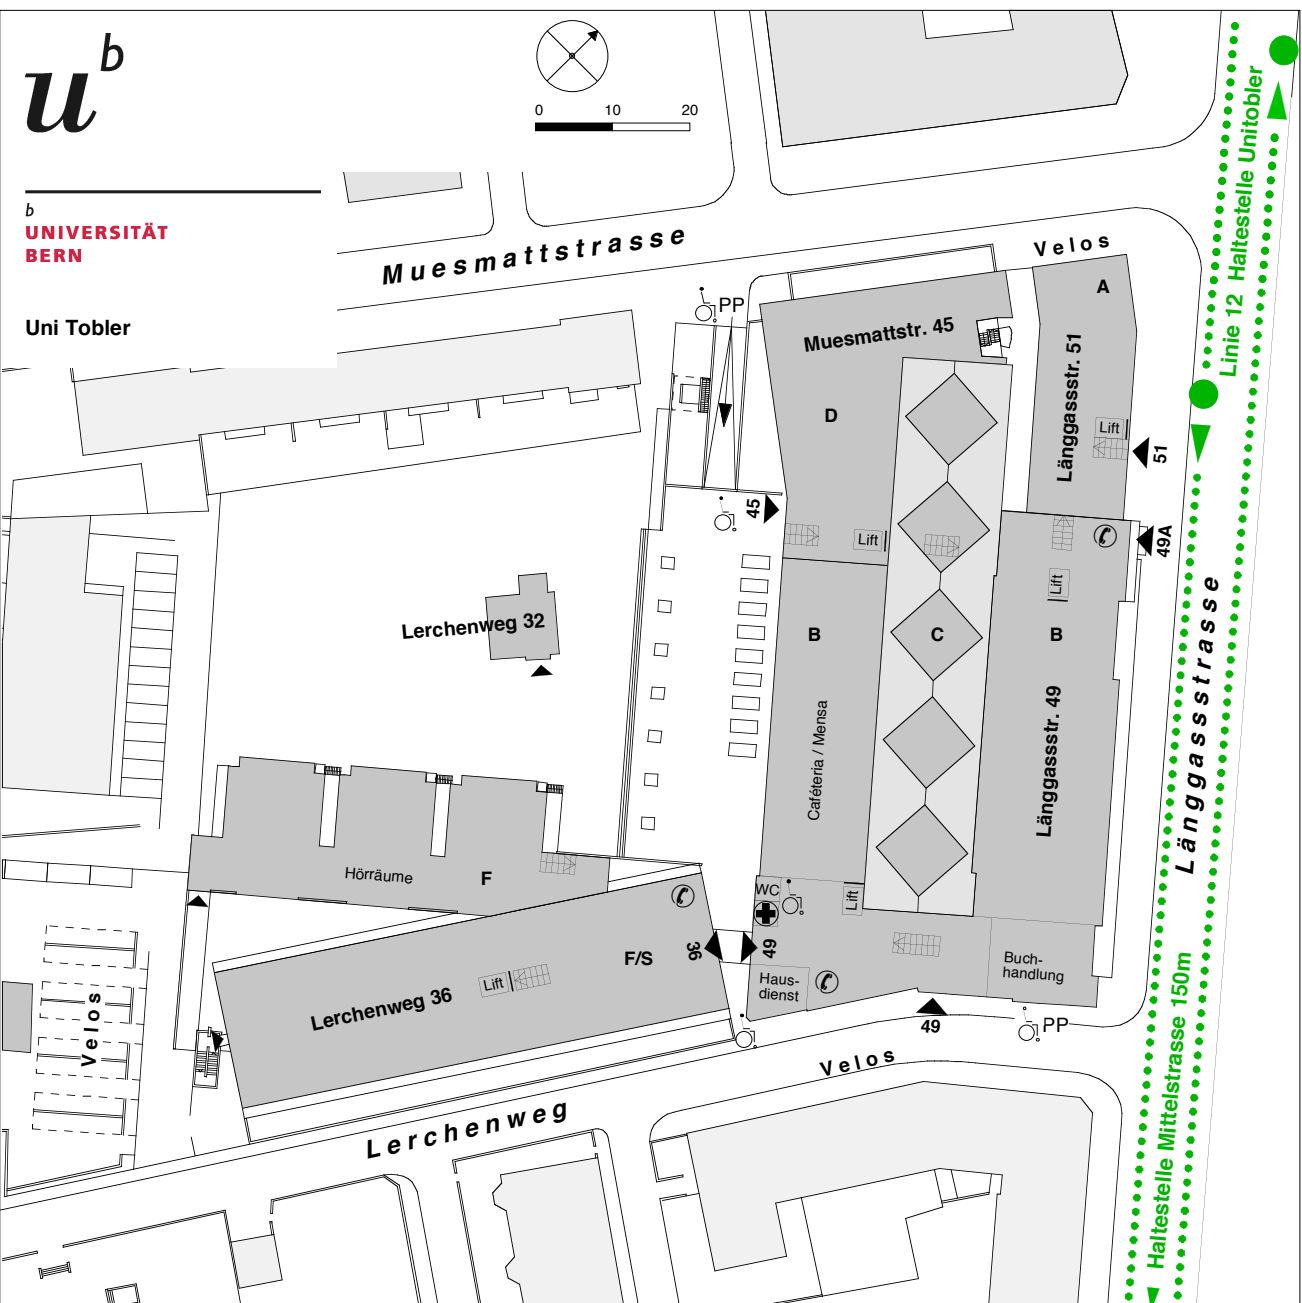 u b
b
UNIVERSITÄT
BERN
Uni Tobler
0 10 20
Muesmattstrasse
Velos
PP
Linie 12 Haltestelle Unitobler
A
Muesmattstr. 45
Länggassstr. 51
D
Lift
51
45
Lift
49A
Lift
Lerchenweg 32
B
C
B
Caféteria / Mensa
Länggassstr. 49
Länggassstrasse
Hörräume
F
WC
Lift
F/S
36
49
Buch-
handlung
Haus-
dienst
Lift
Lerchenweg 36
Velos
49
PP
Velos
Lerchenweg
Haltestelle Mittelstrasse 150m